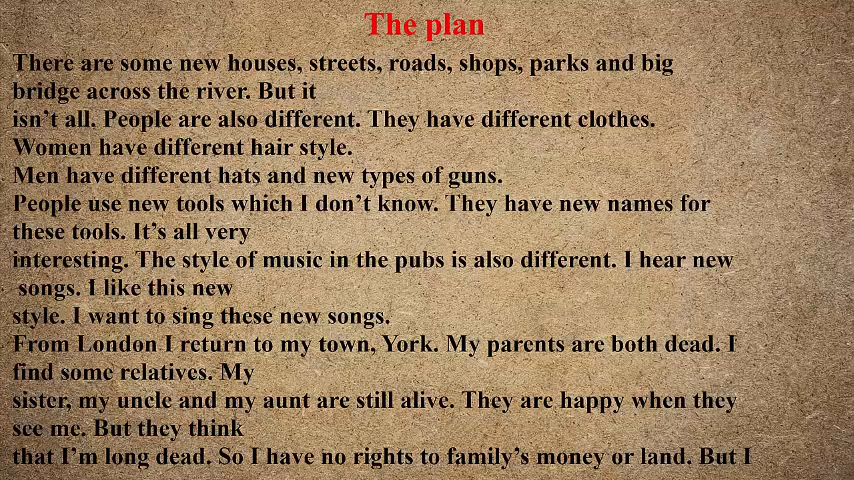 The plan
There are some new houses, streets, roads, shops, parks and big
bridge across the river. But it
isn’t all. People are also different. They have different clothes.
Women have different hair style.
Men have different hats and new types of guns.
People use new tools which I don’t know. They have new names for
these tools. It’s all very
interesting. The style of music in the pubs is also different. I hear new
songs. I like this new
style. I want to sing these new songs.
From London I return to my town, York. My parents are both dead. I
find some relatives. My
sister, my uncle and my aunt are still alive. They are happy when they
see me. But they think
that I’m long dead. So I have no rights to family’s money or land. But I